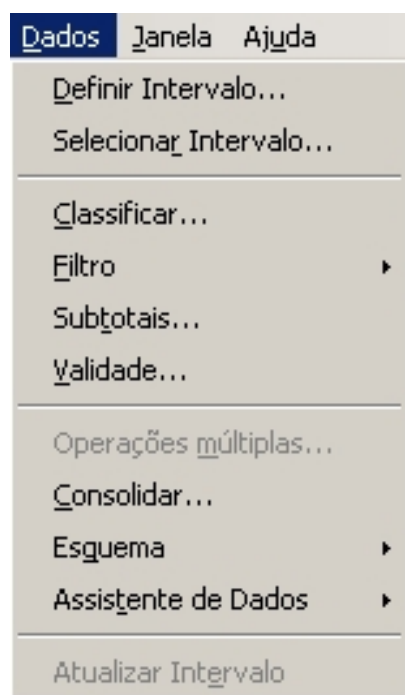 Dados Janela Ajuda
Definir Intervalo...
Selecionar Intervalo...
Classificar...
Filtro
Subtotais...
Validade...
Operações múltiplas...
Consolidar...
Esquema
Assistente de Dados
Atualizar Intervalo